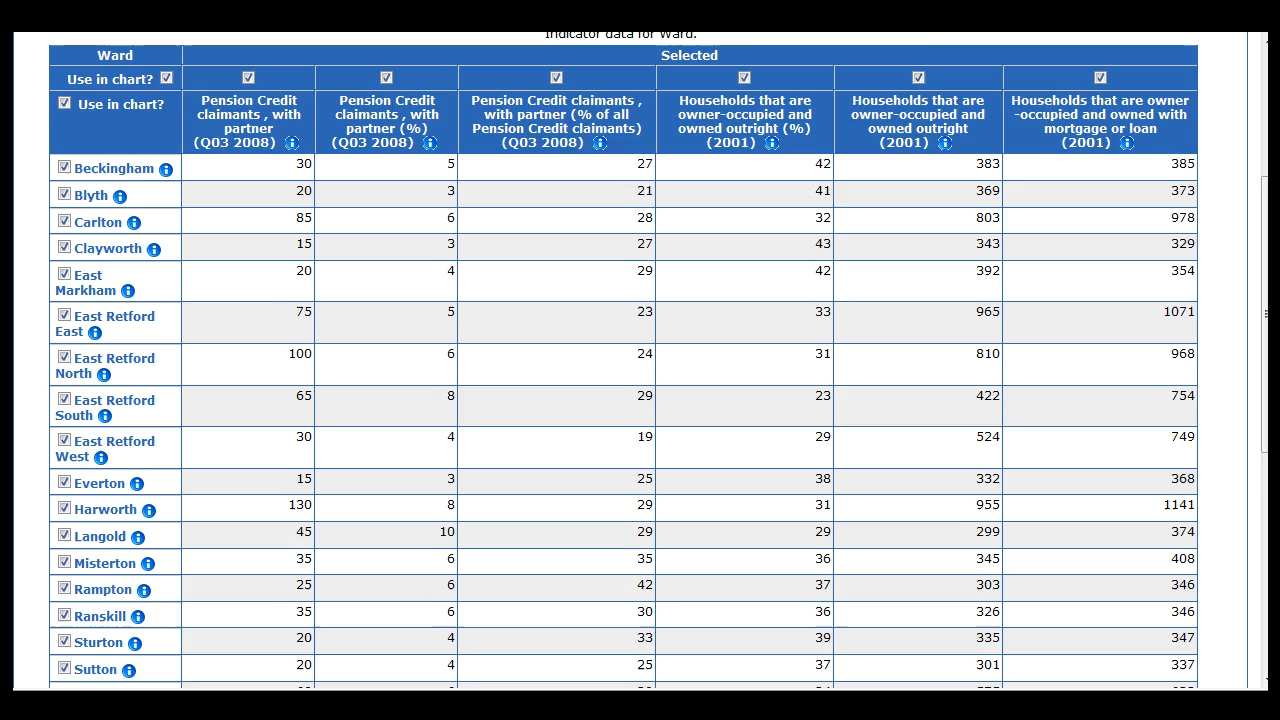 Indicator data for Ward.
Ward Selected
Use in chart?
Use in chart? Pension Credit claimants , with partner (Q03 2008) Pension Credit claimants , with partner (%) (Q03 2008) Pension Credit claimants , with partner (% of all Pension Credit claimants) (Q03 2008) Households that are owner-occupied and owned outright (%) (2001) Households that are owner-occupied and owned outright (2001) Households that are owner -occupied and owned with mortgage or loan (2001)
Beckingham 30 5 27 42 383 385
Blyth 20 3 21 41 369 373
Carlton 85 6 28 32 803 978
Clayworth 15 3 27 43 343 329
East Markham 20 4 29 42 392 354
East Retford East 75 5 23 33 965 1071
East Retford North 100 6 24 31 810 968
East Retford South 65 8 29 23 422 754
East Retford West 30 4 19 29 524 749
Everton 15 3 25 38 332 368
Harworth 130 8 29 31 955 1141
Langold 45 10 29 29 299 374
Misterton 35 6 35 36 345 408
Rampton 25 6 42 37 303 346
Ranskill 35 6 30 36 326 346
Sturton 20 4 33 39 335 347
Sutton 20 4 25 37 301 337